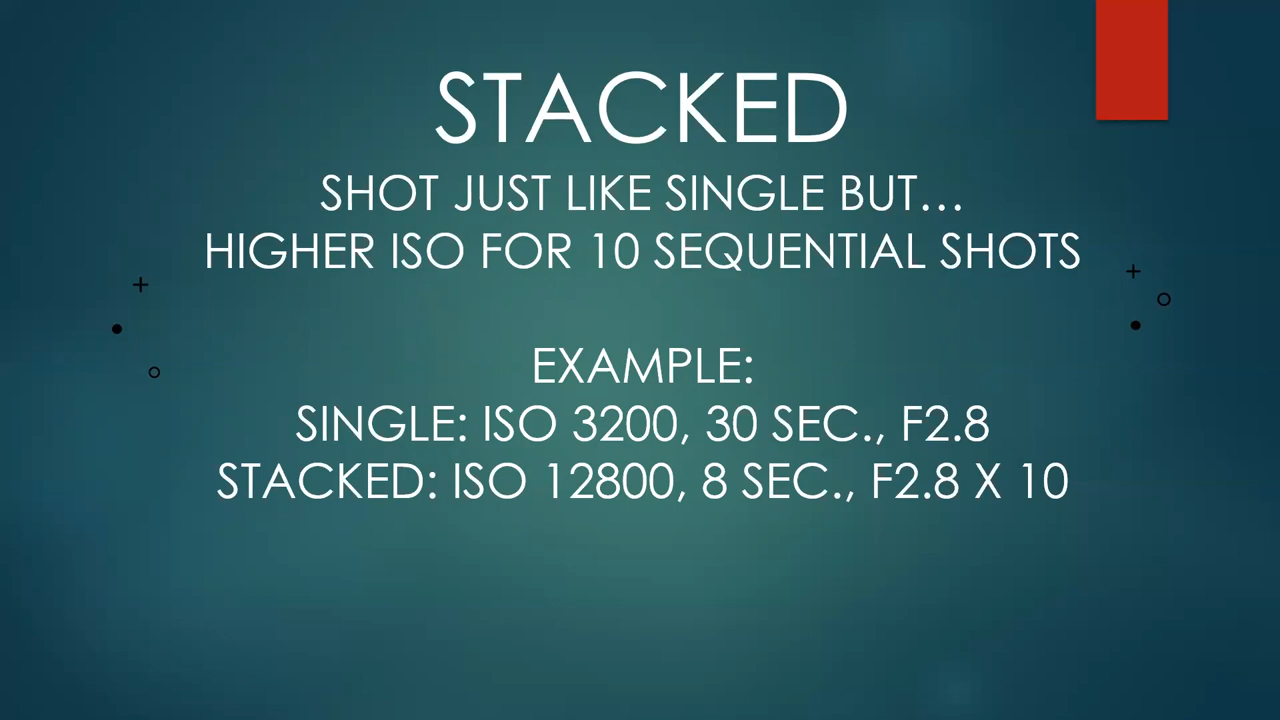 STACKED
SHOT JUST LIKE SINGLE BUT…
HIGHER ISO FOR 10 SEQUENTIAL SHOTS
EXAMPLE:
SINGLE: ISO 3200, 30 SEC., F2.8
STACKED: ISO 12800, 8 SEC., F2.8 X 10